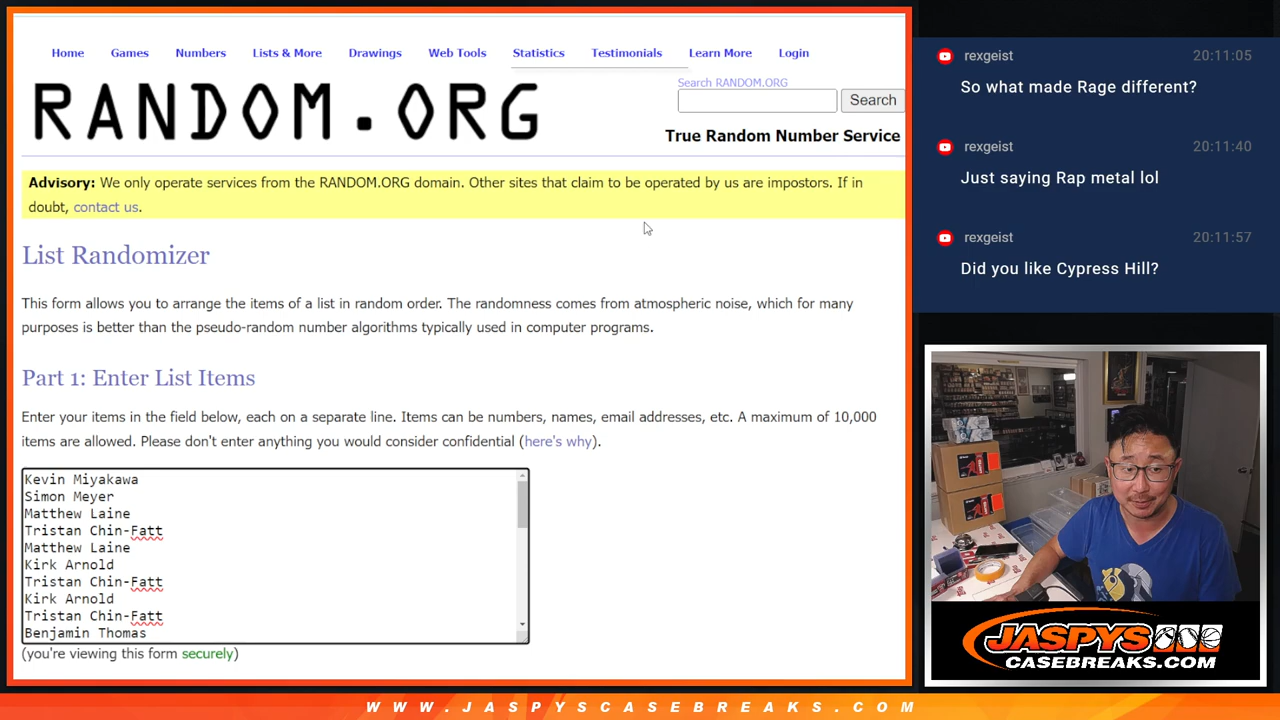 Home Games Numbers Lists & More Drawings Web Tools Statistics Testimonials Learn More Login
RANDOM.ORG
Search RANDOM.ORG
Search
True Random Number Service
Advisory: We only operate services from the RANDOM.ORG domain. Other sites that claim to be operated by us are impostors. If in
doubt, contact us.
List Randomizer
This form allows you to arrange the items of a list in random order. The randomness comes from atmospheric noise, which for many
purposes is better than the pseudo-random number algorithms typically used in computer programs.
Part 1: Enter List Items
Enter your items in the field below, each on a separate line. Items can be numbers, names, email addresses, etc. A maximum of 10,000
items are allowed. Please don't enter anything you would consider confidential (here's why).
Kevin Miyakawa
Simon Meyer
Matthew Laine
Tristan Chin-Fatt
Matthew Laine
Kirk Arnold
Tristan Chin-Fatt
Kirk Arnold
Tristan Chin-Fatt
Benjamin Thomas
(you're viewing this form securely)
rexgeist 20:11:05
So what made Rage different?
rexgeist 20:11:40
Just saying Rap metal lol
rexgeist 20:11:57
Did you like Cypress Hill?
JASPYS
CASEBREAKS.COM
WWW.JASPYSCASEBREAKS.COM